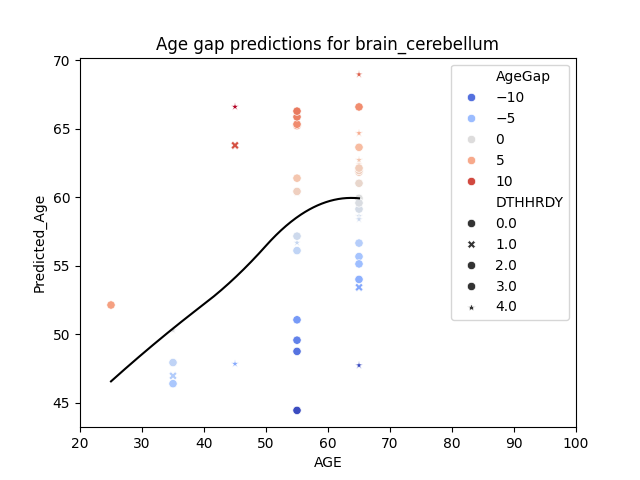 Age gap predictions for brain_cerebellum
Predicted_Age
70
65
60
55
50
45
20 30 40 50 60 70 80 90 100
AGE
AgeGap
−10
−5
0
5
10
DTHHRDY
0.0
1.0
2.0
3.0
4.0